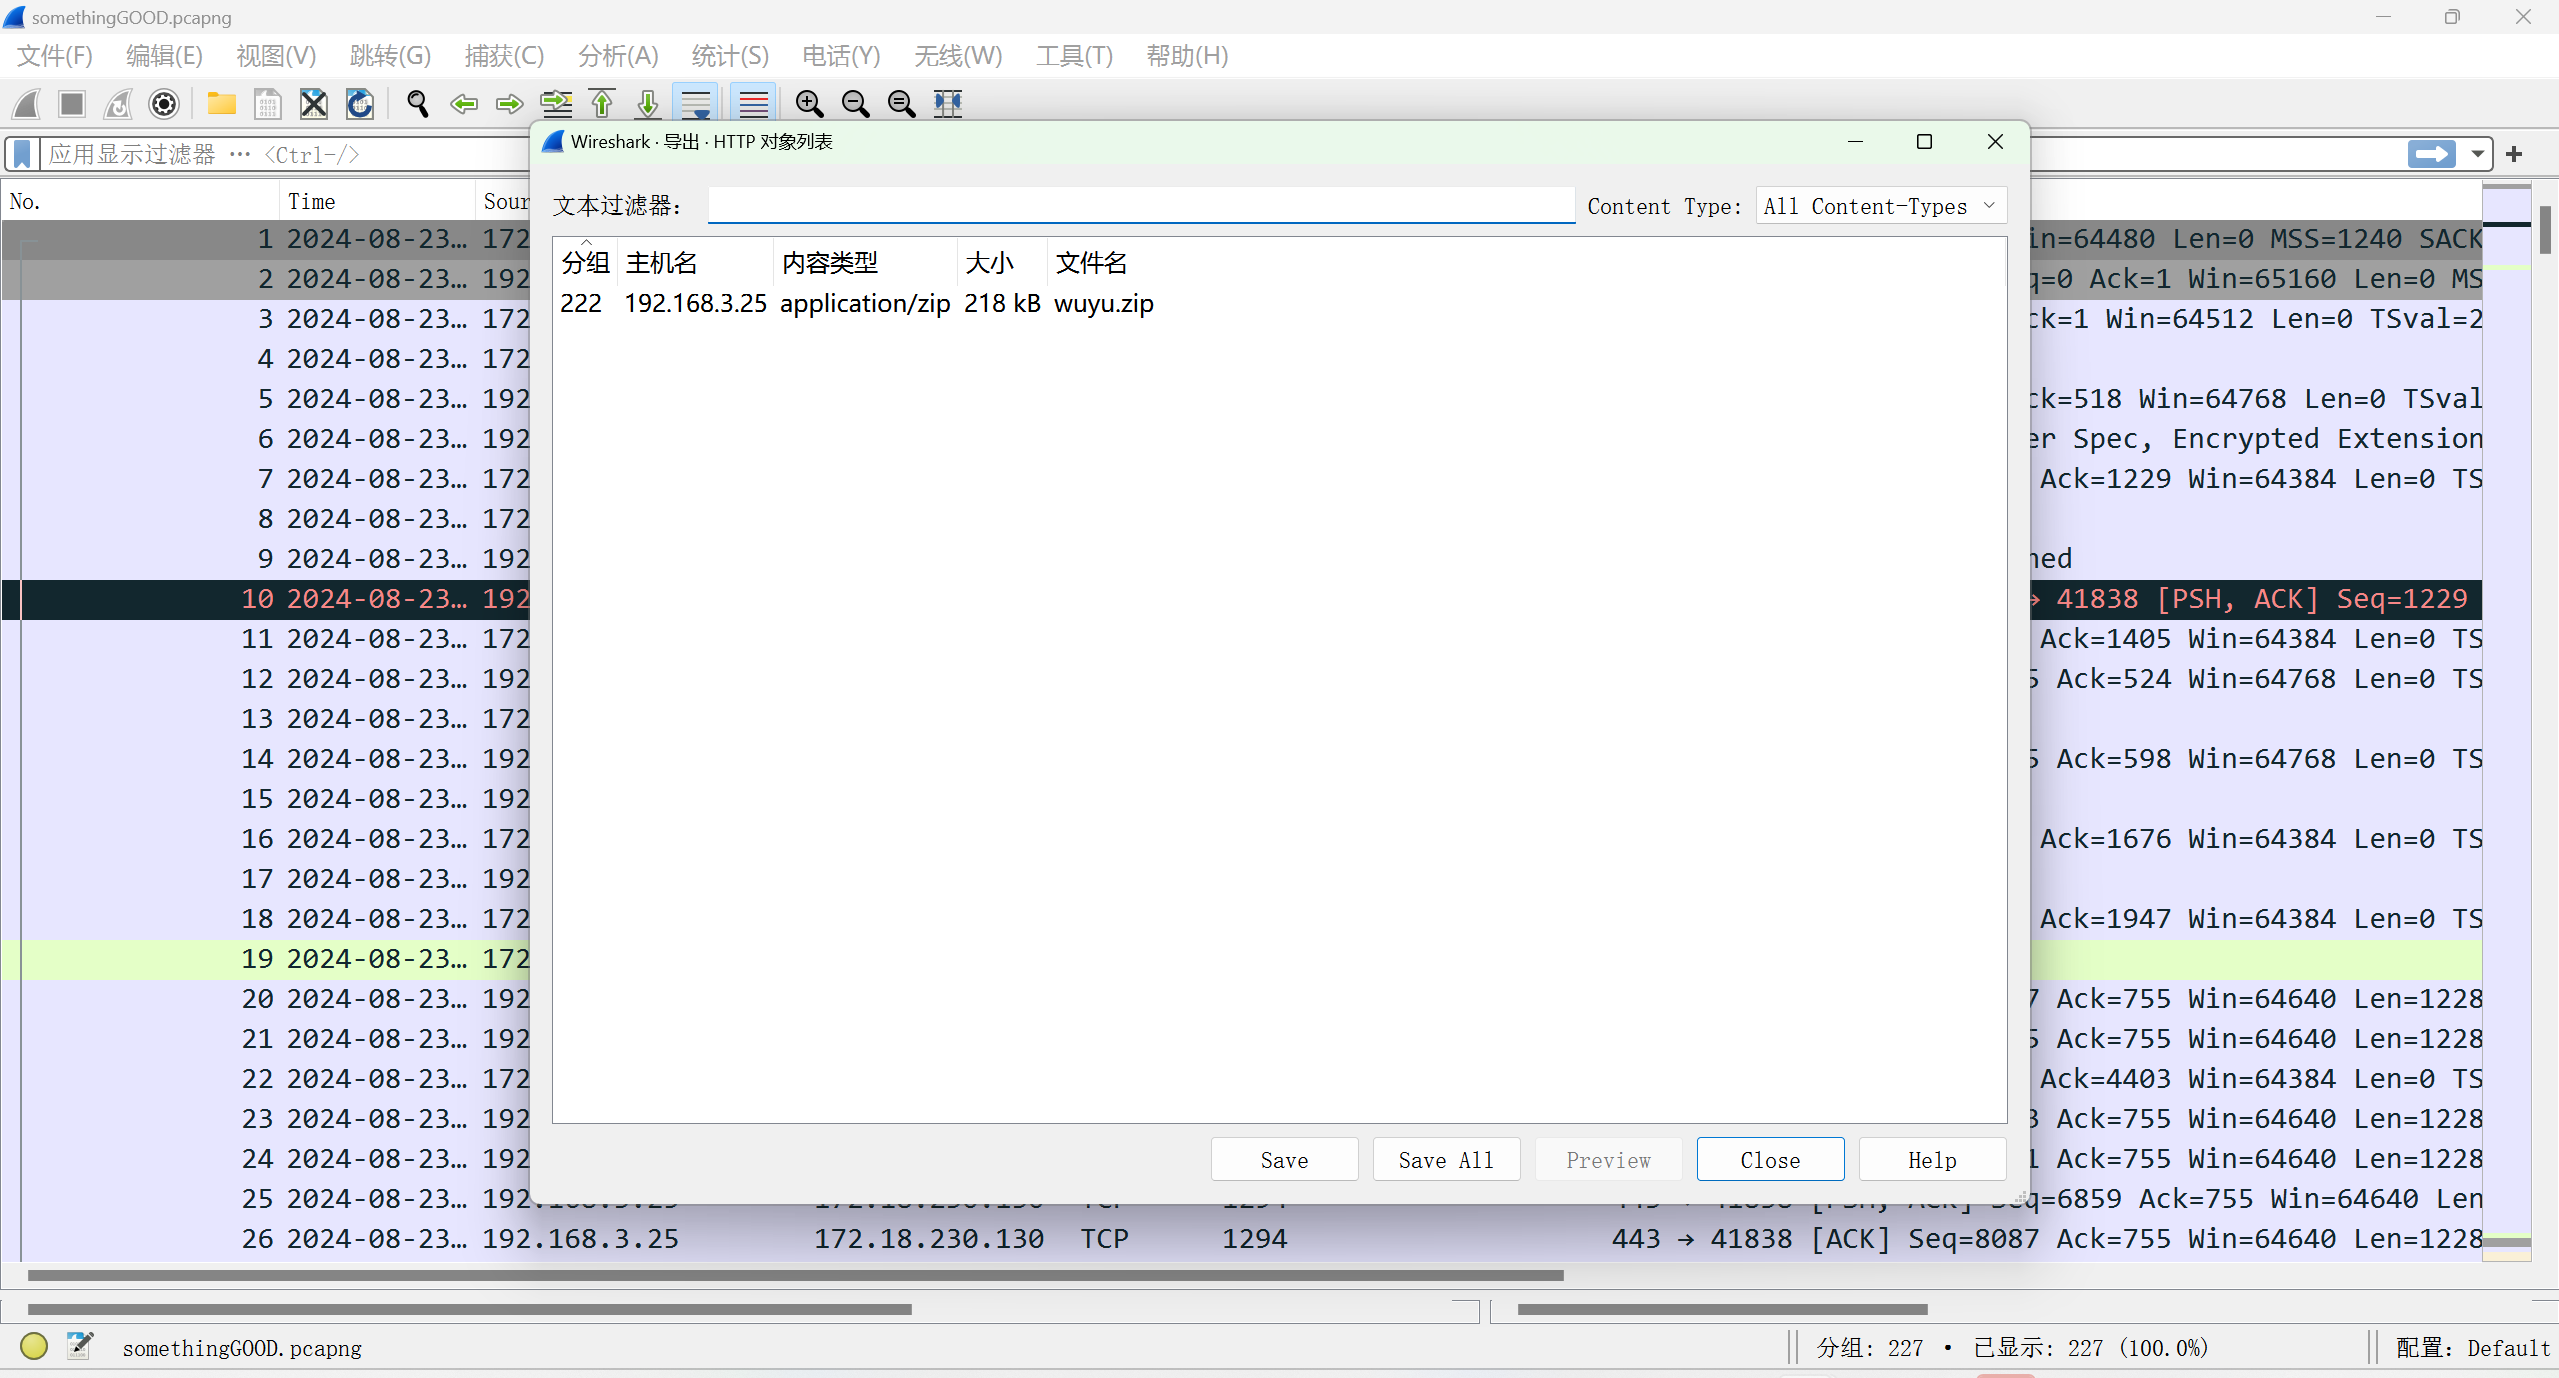 somethingGOOD.pcapng
文件(F) 编辑(E) 视图(V) 跳转(G) 捕获(C) 分析(A) 统计(S) 电话(Y) 无线(W) 工具(T) 帮助(H)
应用显示过滤器 … <Ctrl-/>
Wireshark · 导出 · HTTP 对象列表
文本过滤器: Content Type: All Content-Types
分组 主机名 内容类型 大小 文件名
222 192.168.3.25 application/zip 218 kB wuyu.zip
No. Time Sour
1 2024-08-23… 172 in=64480 Len=0 MSS=1240 SACK
2 2024-08-23… 192 q=0 Ack=1 Win=65160 Len=0 MS
3 2024-08-23… 172 ck=1 Win=64512 Len=0 TSval=2
4 2024-08-23… 172
5 2024-08-23… 192 ck=518 Win=64768 Len=0 TSval
6 2024-08-23… 192 er Spec, Encrypted Extension
7 2024-08-23… 172 Ack=1229 Win=64384 Len=0 TS
8 2024-08-23… 172
9 2024-08-23… 192 ned
10 2024-08-23… 192 → 41838 [PSH, ACK] Seq=1229
11 2024-08-23… 172 Ack=1405 Win=64384 Len=0 TS
12 2024-08-23… 192 5 Ack=524 Win=64768 Len=0 TS
13 2024-08-23… 172
14 2024-08-23… 192 5 Ack=598 Win=64768 Len=0 TS
15 2024-08-23… 192
16 2024-08-23… 172 Ack=1676 Win=64384 Len=0 TS
17 2024-08-23… 192
18 2024-08-23… 172 Ack=1947 Win=64384 Len=0 TS
19 2024-08-23… 172
20 2024-08-23… 192 7 Ack=755 Win=64640 Len=1228
21 2024-08-23… 192 5 Ack=755 Win=64640 Len=1228
22 2024-08-23… 172 Ack=4403 Win=64384 Len=0 TS
23 2024-08-23… 192 3 Ack=755 Win=64640 Len=1228
24 2024-08-23… 192 1 Ack=755 Win=64640 Len=1228
Save Save All Preview Close Help
25 2024-08-23… 192.168.3.25 172.18.230.130 TCP 1294 443 → 41838 [PSH, ACK] Seq=6859 Ack=755 Win=64640 Len
26 2024-08-23… 192.168.3.25 172.18.230.130 TCP 1294 443 → 41838 [ACK] Seq=8087 Ack=755 Win=64640 Len=1228
somethingGOOD.pcapng 分组: 227 · 已显示: 227 (100.0%) 配置: Default